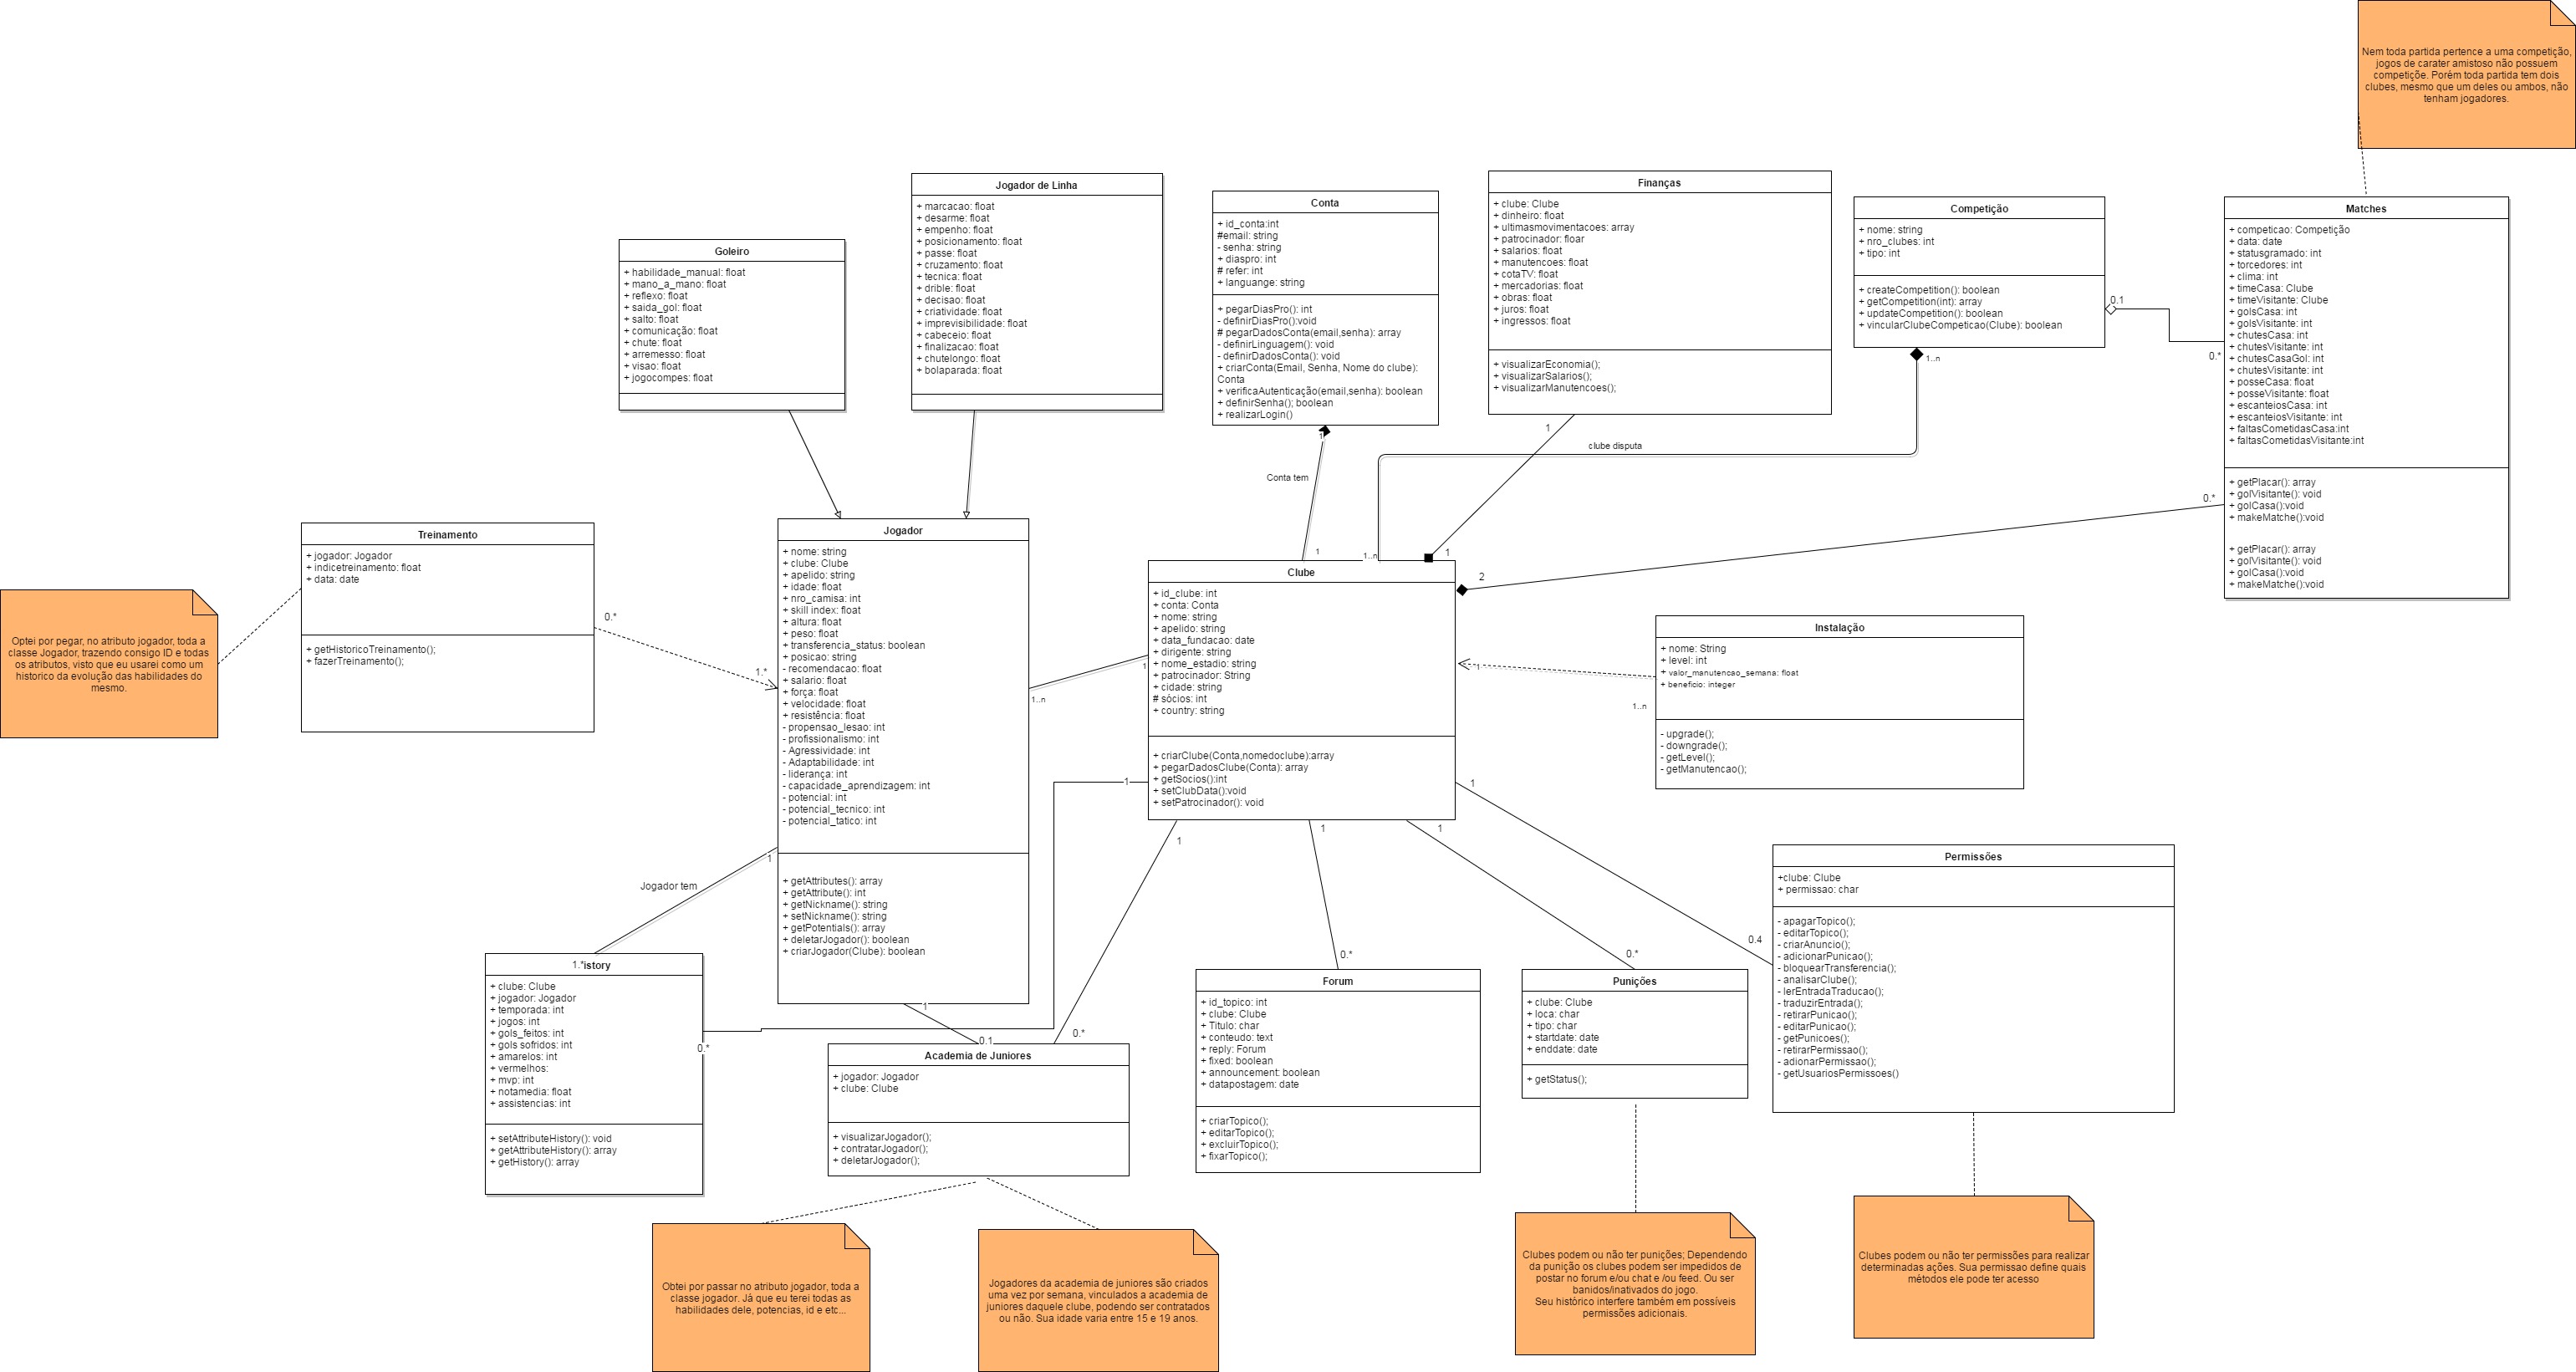 Nem toda partida pertence a uma competição,
jogos de carater amistoso não possuem
competiçõe. Porém toda partida tem dois
clubes, mesmo que um deles ou ambos, não
tenham jogadores.
Goleiro
+ habilidade_manual: float
+ mano_a_mano: float
+ reflexo: float
+ saida_gol: float
+ salto: float
+ comunicação: float
+ chute: float
+ arremesso: float
+ visao: float
+ jogocompes: float
Jogador de Linha
+ marcacao: float
+ desarme: float
+ empenho: float
+ posicionamento: float
+ passe: float
+ cruzamento: float
+ tecnica: float
+ drible: float
+ decisao: float
+ criatividade: float
+ imprevisibilidade: float
+ cabeceio: float
+ finalizacao: float
+ chutelongo: float
+ bolaparada: float
Conta
+ id_conta:int
#email: string
- senha: string
+ diaspro: int
# refer: int
+ languange: string
+ pegarDiasPro(): int
- definirDiasPro():void
# pegarDadosConta(email,senha): array
- definirLinguagem(): void
- definirDadosConta(): void
+ criarConta(Email, Senha, Nome do clube):
Conta
+ verificaAutenticação(email,senha): boolean
+ definirSenha(); boolean
+ realizarLogin()
Finanças
+ clube: Clube
+ dinheiro: float
+ ultimasmovimentacoes: array
+ patrocinador: floar
+ salarios: float
+ manutencoes: float
+ cotaTV: float
+ mercadorias: float
+ obras: float
+ juros: float
+ ingressos: float
+ visualizarEconomia();
+ visualizarSalarios();
+ visualizarManutencoes();
Competição
+ nome: string
+ nro_clubes: int
+ tipo: int
+ createCompetition(): boolean
+ getCompetition(int): array
+ updateCompetition(): boolean
+ vincularClubeCompeticao(Clube): boolean
0.1
0.*
1..n
Matches
+ competicao: Competição
+ data: date
+ statusgramado: int
+ torcedores: int
+ clima: int
+ timeCasa: Clube
+ timeVisitante: Clube
+ golsCasa: int
+ golsVisitante: int
+ chutesCasa: int
+ chutesVisitante: int
+ chutesCasaGol: int
+ chutesVisitante: int
+ posseCasa: float
+ posseVisitante: float
+ escanteiosCasa: int
+ escanteiosVisitante: int
+ faltasCometidasCasa:int
+ faltasCometidasVisitante:int
+ getPlacar(): array
+ golVisitante(): void
+ golCasa():void
+ makeMatche():void
+ getPlacar(): array
+ golVisitante(): void
+ golCasa():void
+ makeMatche():void
1
Conta tem
1
1
clube disputa
1..n
1
0.*
2
Treinamento
+ jogador: Jogador
+ indicetreinamento: float
+ data: date
+ getHistoricoTreinamento();
+ fazerTreinamento();
0.*
1.*
Optei por pegar, no atributo jogador, toda a
classe Jogador, trazendo consigo ID e todas
os atributos, visto que eu usarei como um
historico da evolução das habilidades do
mesmo.
Jogador
+ nome: string
+ clube: Clube
+ apelido: string
+ idade: float
+ nro_camisa: int
+ skill index: float
+ altura: float
+ peso: float
+ transferencia_status: boolean
+ posicao: string
- recomendacao: float
+ salario: float
+ força: float
+ velocidade: float
+ resistência: float
- propensao_lesao: int
- profissionalismo: int
- Agressividade: int
- Adaptabilidade: int
- liderança: int
- capacidade_aprendizagem: int
- potencial: int
- potencial_tecnico: int
- potencial_tatico: int
+ getAttributes(): array
+ getAttribute(): int
+ getNickname(): string
+ setNickname(): string
+ getPotentials(): array
+ deletarJogador(): boolean
+ criarJogador(Clube): boolean
1
1..n
Clube
+ id_clube: int
+ conta: Conta
+ nome: string
+ apelido: string
+ data_fundacao: date
+ dirigente: string
+ nome_estadio: string
+ patrocinador: String
+ cidade: string
# sócios: int
+ country: string
+ criarClube(Conta,nomedoclube):array
+ pegarDadosClube(Conta): array
+ getSocios():int
+ setClubData():void
+ setPatrocinador(): void
1
1..n
Instalação
+ nome: String
+ level: int
+ valor_manutencao_semana: float
+ beneficio: integer
- upgrade();
- downgrade();
- getLevel();
- getManutencao();
1
1
1
1
1
1
Jogador tem
0.*
0.*
0.*
0.4
Permissões
+clube: Clube
+ permissao: char
- apagarTopico();
- editarTopico();
- criarAnuncio();
- adicionarPunicao();
- bloquearTransferencia();
- analisarClube();
- lerEntradaTraducao();
- traduzirEntrada();
- retirarPunicao();
- editarPunicao();
- getPunicoes();
- retirarPermissao();
- adionarPermissao();
- getUsuariosPermissoes()
1.*istory
+ clube: Clube
+ jogador: Jogador
+ temporada: int
+ jogos: int
+ gols_feitos: int
+ gols sofridos: int
+ amarelos: int
+ vermelhos:
+ mvp: int
+ notamedia: float
+ assistencias: int
+ setAttributeHistory(): void
+ getAttributeHistory(): array
+ getHistory(): array
0.*
1
0.1
Academia de Juniores
+ jogador: Jogador
+ clube: Clube
+ visualizarJogador();
+ contratarJogador();
+ deletarJogador();
Forum
+ id_topico: int
+ clube: Clube
+ Titulo: char
+ conteudo: text
+ reply: Forum
+ fixed: boolean
+ announcement: boolean
+ datapostagem: date
+ criarTopico();
+ editarTopico();
+ excluirTopico();
+ fixarTopico();
Punições
+ clube: Clube
+ loca: char
+ tipo: char
+ startdate: date
+ enddate: date
+ getStatus();
Obtei por passar no atributo jogador, toda a
classe jogador. Já que eu terei todas as
habilidades dele, potencias, id e etc...
Jogadores da academia de juniores são criados
uma vez por semana, vinculados a academia de
juniores daquele clube, podendo ser contratados
ou não. Sua idade varia entre 15 e 19 anos.
Clubes podem ou não ter punições; Dependendo
da punição os clubes podem ser impedidos de
postar no forum e/ou chat e /ou feed. Ou ser
banidos/inativados do jogo.
Seu histórico interfere também em possíveis
permissões adicionais.
Clubes podem ou não ter permissões para realizar
determinadas ações. Sua permissao define quais
métodos ele pode ter acesso